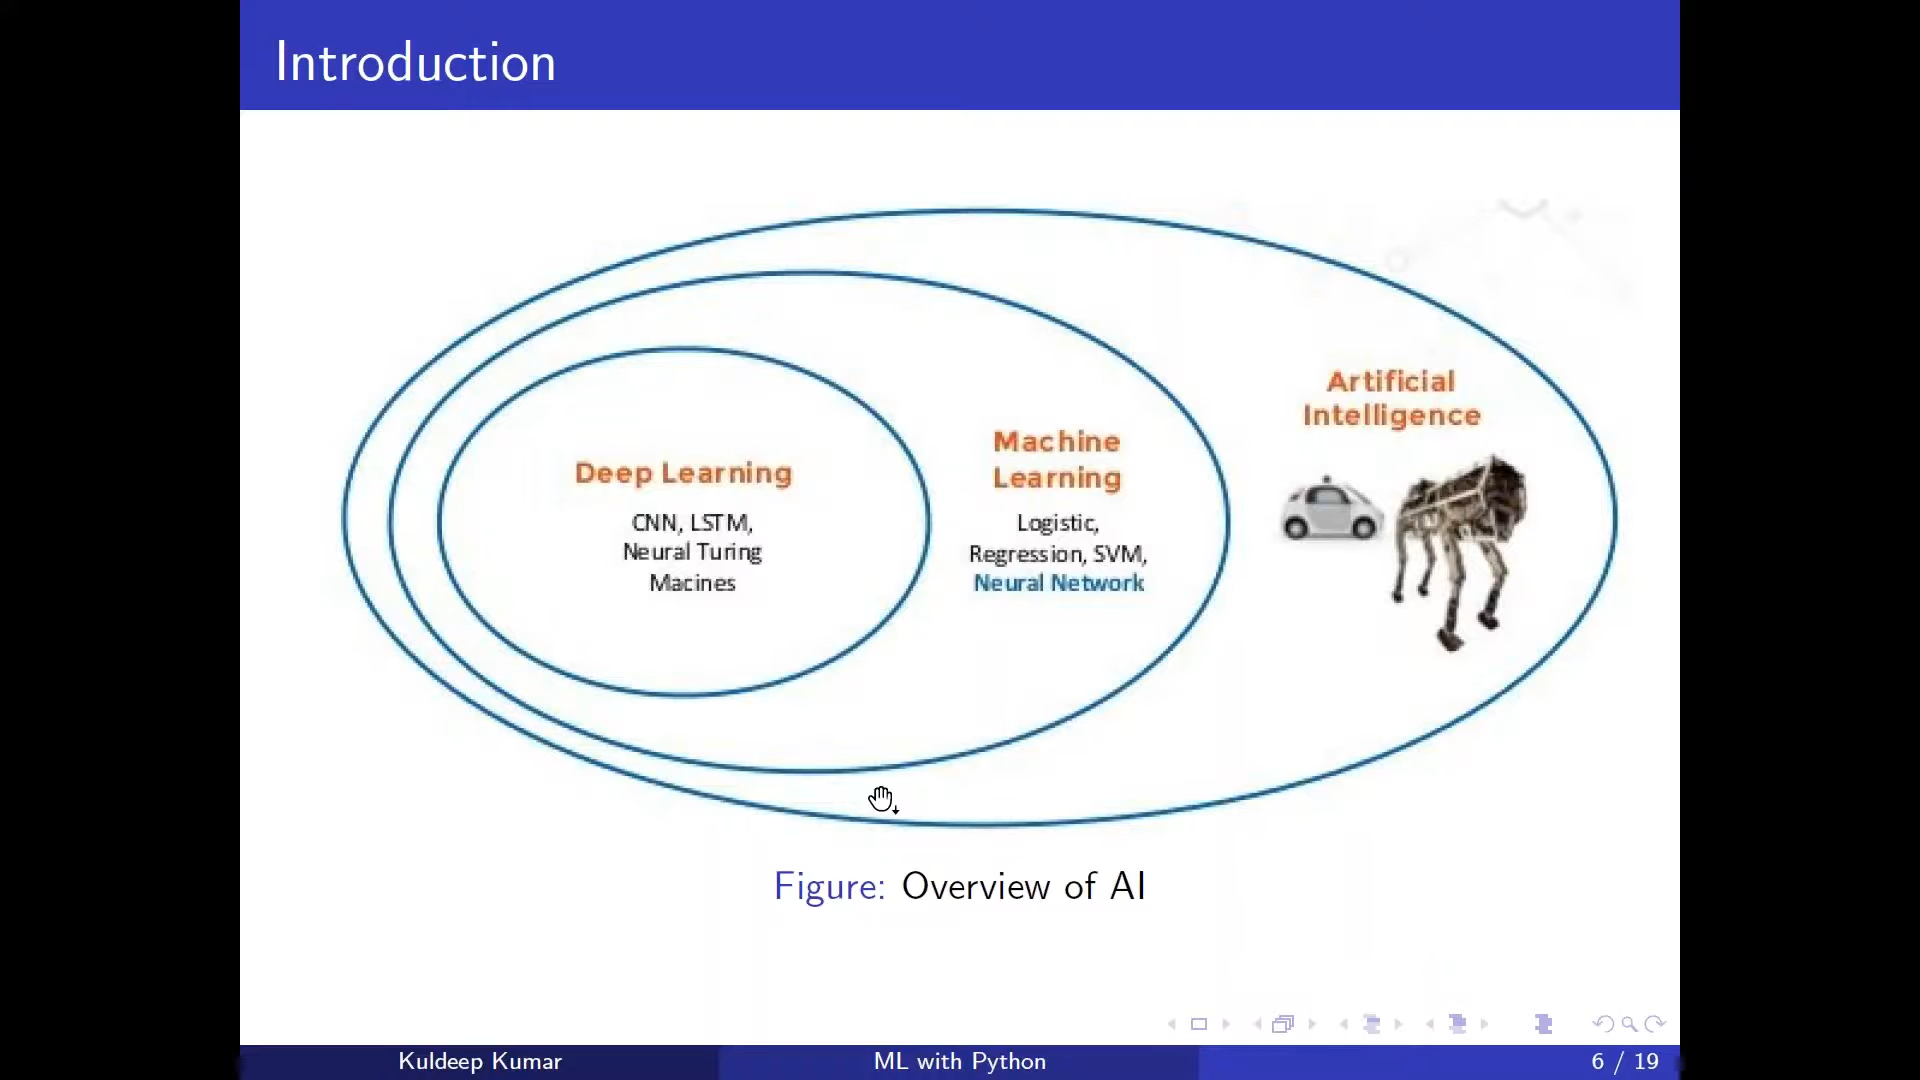 Introduction
Deep Learning
CNN, LSTM,
Neural Turing
Macines
Machine
Learning
Logistic,
Regression, SVM,
Neural Network
Artificial
Intelligence
Figure: Overview of AI
Kuldeep Kumar
ML with Python
6 / 19